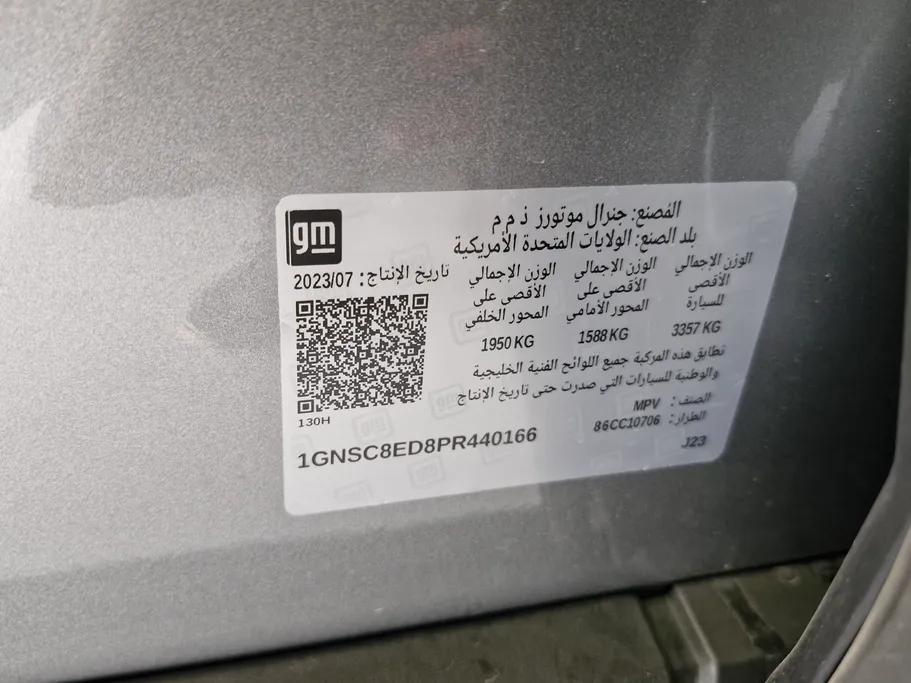 gm
المُصنع: جنرال موتورز ذ م م
بلد الصنع: الولايات المتحدة الأمريكية
تاريخ الإنتاج: 2023/07
الوزن الإجمالي الأقصى للسيارة
3357 KG
الوزن الإجمالي الأقصى على المحور الأمامي
1588 KG
الوزن الإجمالي الأقصى على المحور الخلفي
1950 KG
تطابق هذه المركبة جميع اللوائح الفنية الخليجية
والوطنية للسيارات التي صدرت حتى تاريخ الإنتاج
الصنف: MPV
الطراز: 86CC10706
J23
130H
1GNSC8ED8PR440166